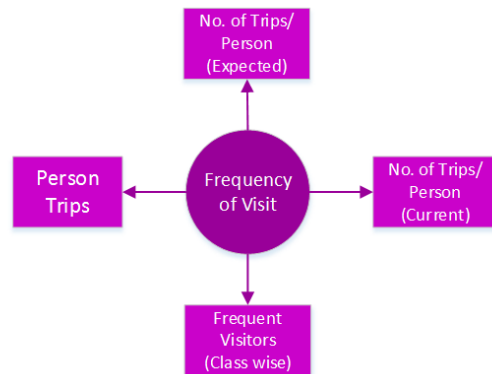 No. of Trips/
Person
(Expected)
Person
Trips
Frequency
of Visit
No. of Trips/
Person
(Current)
Frequent
Visitors
(Class wise)